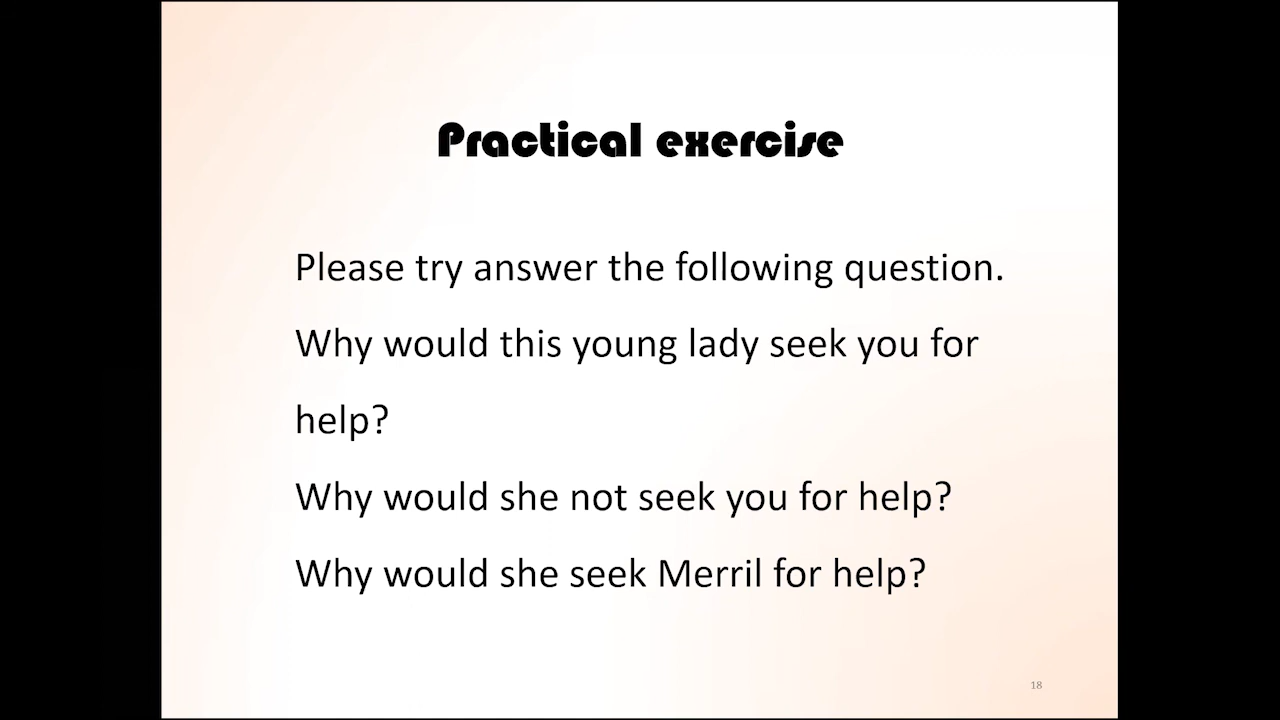 Practical exercise
Please try answer the following question.
Why would this young lady seek you for
help?
Why would she not seek you for help?
Why would she seek Merril for help?
18